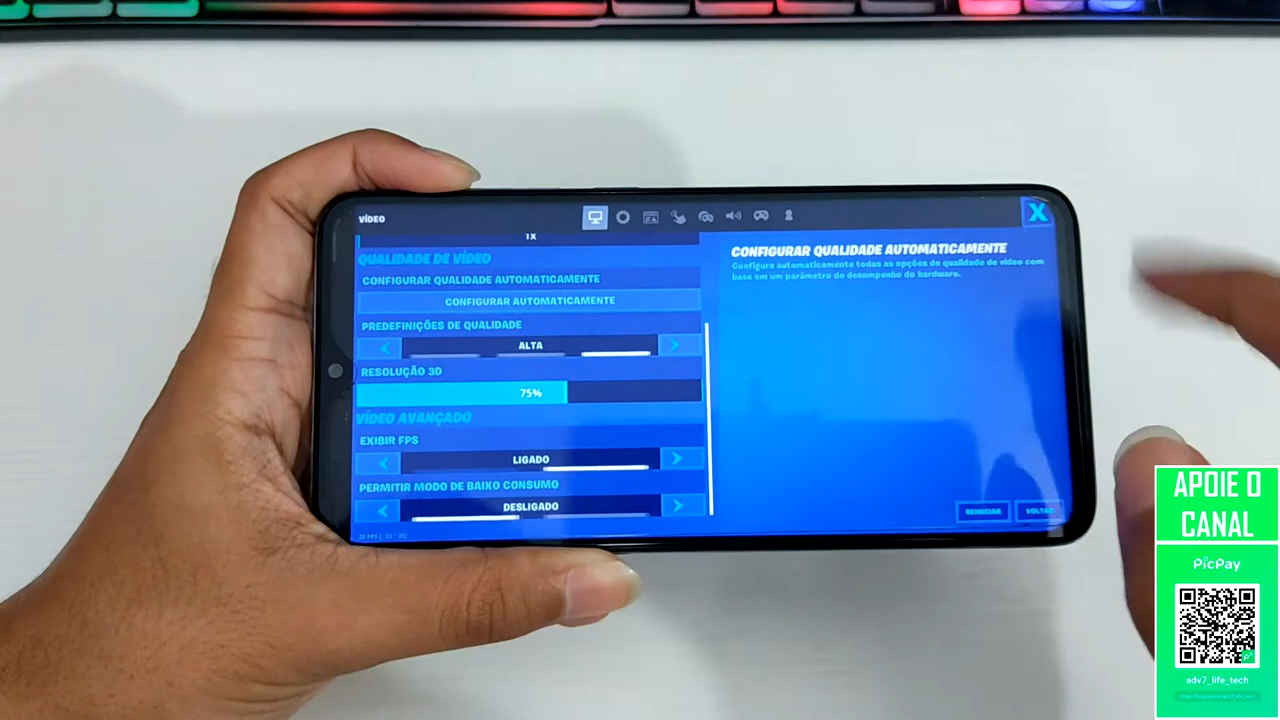 VÍDEO
X
1X
QUALIDADE DE VÍDEO
CONFIGURAR QUALIDADE AUTOMATICAMENTE
CONFIGURAR AUTOMATICAMENTE
PREDEFINIÇÕES DE QUALIDADE
ALTA
RESOLUÇÃO 3D
75%
VÍDEO AVANÇADO
EXIBIR FPS
LIGADO
PERMITIR MODO DE BAIXO CONSUMO
DESLIGADO
CONFIGURAR QUALIDADE AUTOMATICAMENTE
Configura automaticamente todas as opções de qualidade de vídeo com
base em um parâmetro de desempenho do hardware.
REINICIAR
VOLTAR
APOIE O
CANAL
PicPay
adv7_life_tech